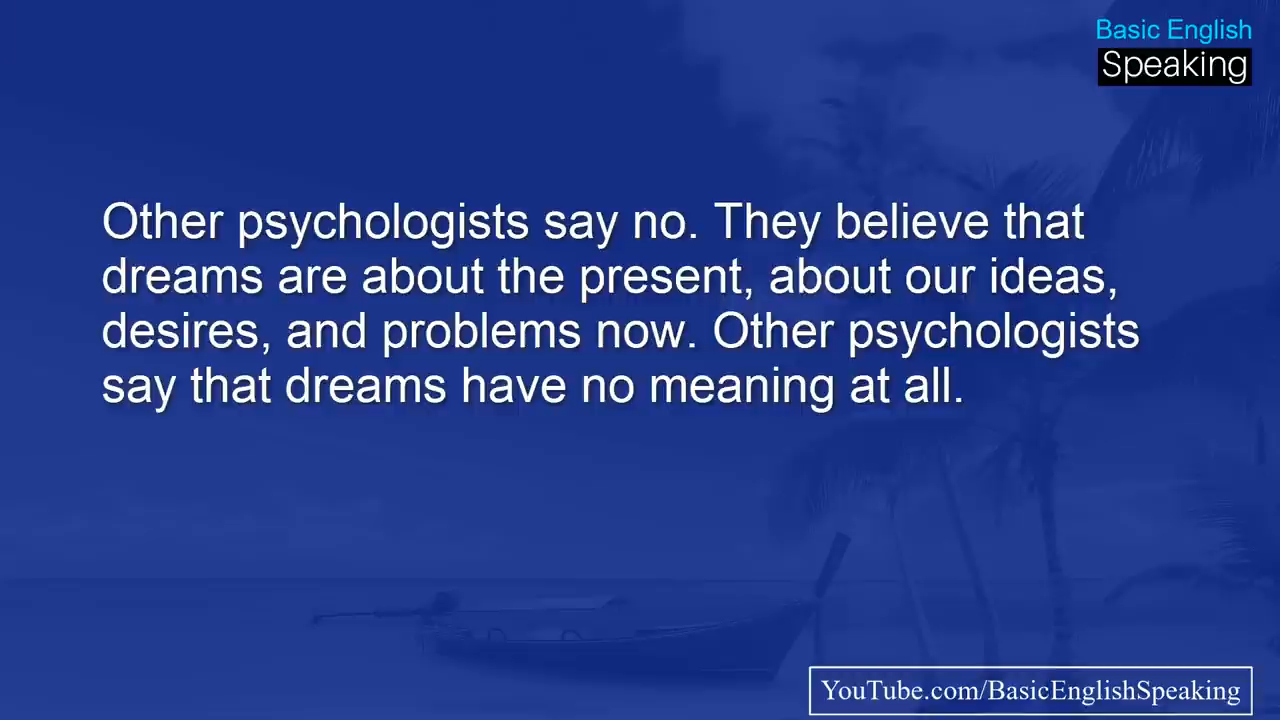 Basic English
Speaking
Other psychologists say no. They believe that
dreams are about the present, about our ideas,
desires, and problems now. Other psychologists
say that dreams have no meaning at all.
YouTube.com/BasicEnglishSpeaking